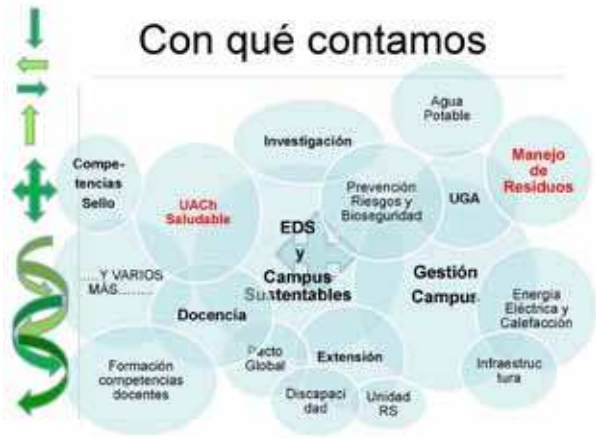 Con qué contamos
Agua
Potable
Investigación
Manejo
de
Residuos
Compe-
tencias
Sello
Prevención
Riesgos y
Bioseguridad
UGA
UACh
Saludable
EDS
y
Campus
Sustentables
Gestión
Campus
.....Y VARIOS
MÁS.........
Docencia
Energía
Eléctrica y
Calefacción
Pacto
Global
Extensión
Formación
competencias
docentes
Infraestruc
tura
Discapaci
dad
Unidad
RS